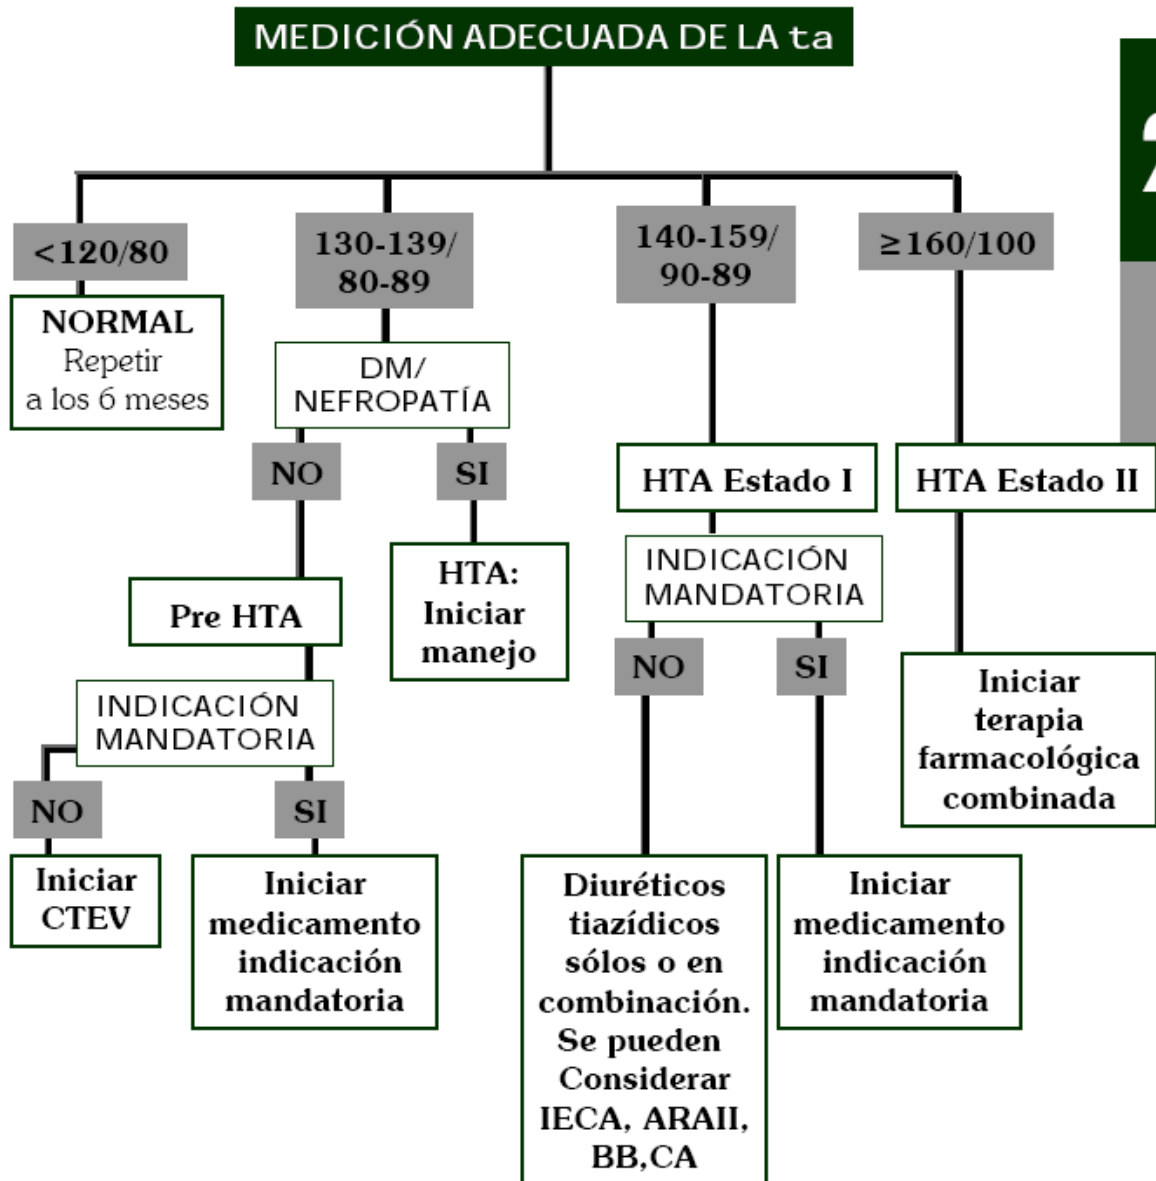 MEDICIÓN ADECUADA DE LA ta
<120/80
130-139/
80-89
140-159/
90-89
≥160/100
NORMAL
Repetir
a los 6 meses
DM/
NEFROPATÍA
NO
SI
HTA Estado I
HTA Estado II
HTA:
Iniciar
manejo
INDICACIÓN
MANDATORIA
Pre HTA
NO
SI
Iniciar
terapia
farmacológica
combinada
INDICACIÓN
MANDATORIA
NO
SI
Iniciar
CTEV
Iniciar
medicamento
indicación
mandatoria
Diuréticos
tiazídicos
sólos o en
combinación.
Se pueden
Considerar
IECA, ARAII,
BB,CA
Iniciar
medicamento
indicación
mandatoria